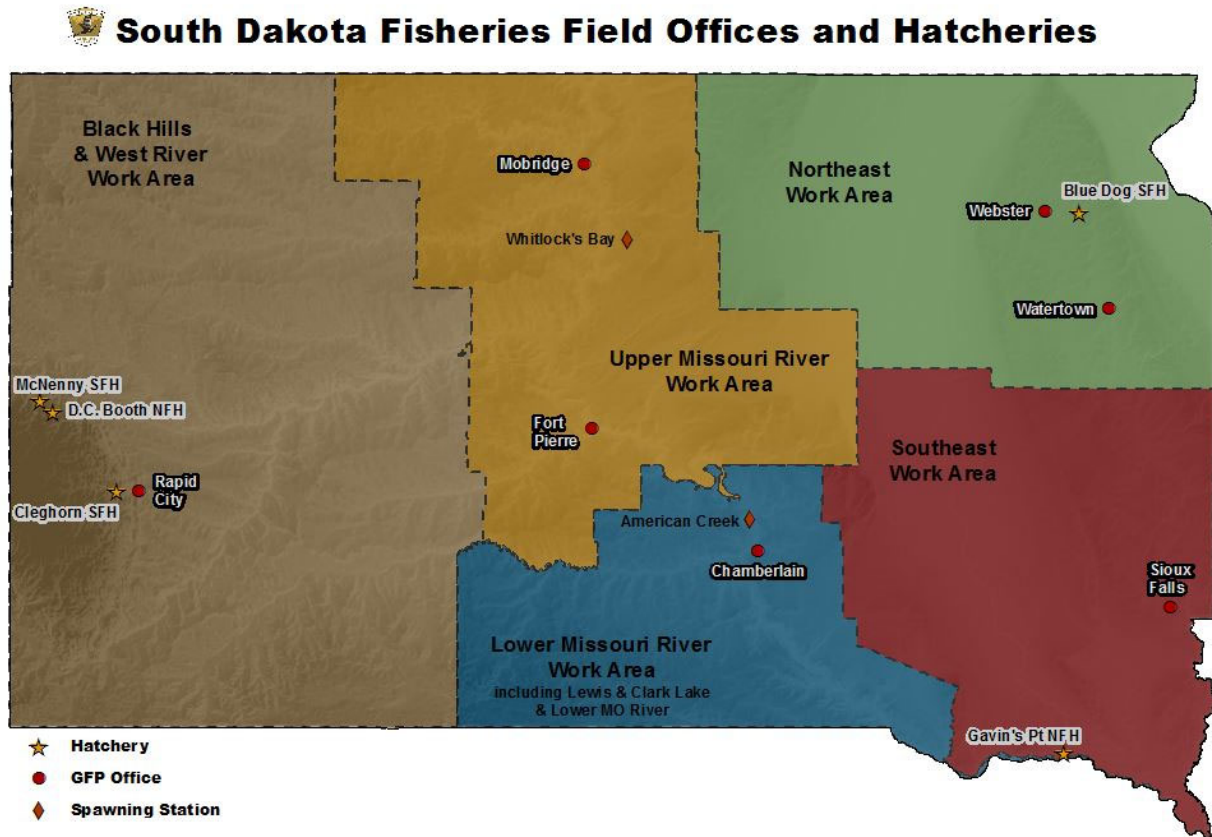 South Dakota Fisheries Field Offices and Hatcheries
Black Hills
& West River
Work Area
Mobridge
Whitlock's Bay
Northeast
Work Area
Blue Dog SFH
Webster
Watertown
Upper Missouri River
Work Area
McNenny SFH
D.C. Booth NFH
Fort
Pierre
Southeast
Work Area
Rapid
City
Cleghorn SFH
American Creek
Chamberlain
Sioux
Falls
Lower Missouri River
Work Area
including Lewis & Clark Lake
& Lower MO River
Gavin's Pt NFH
Hatchery
GFP Office
Spawning Station